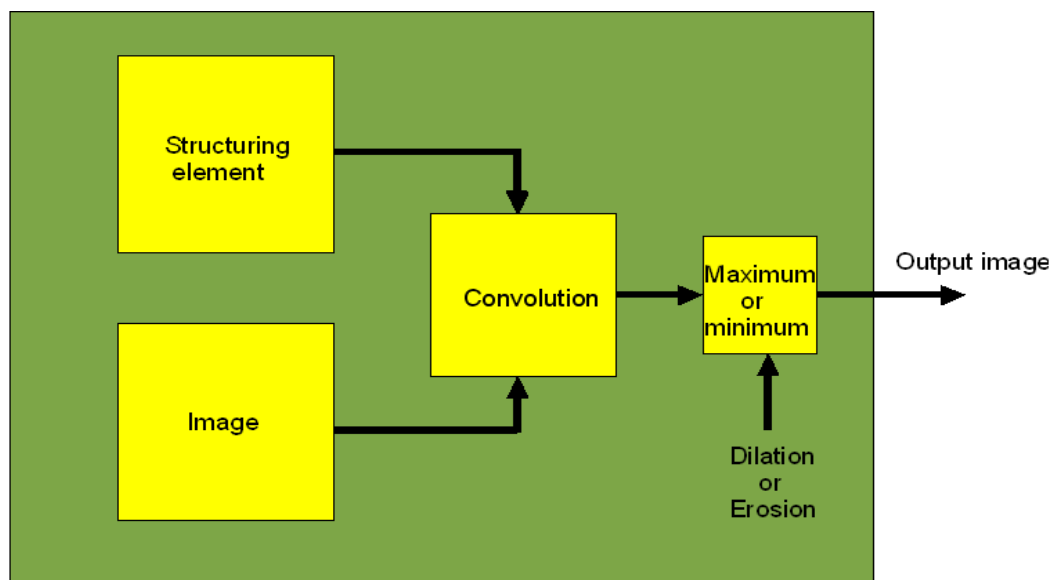 Structuring
element
Convolution
Maximum
or
minimum
Output image
Image
Dilation
or
Erosion